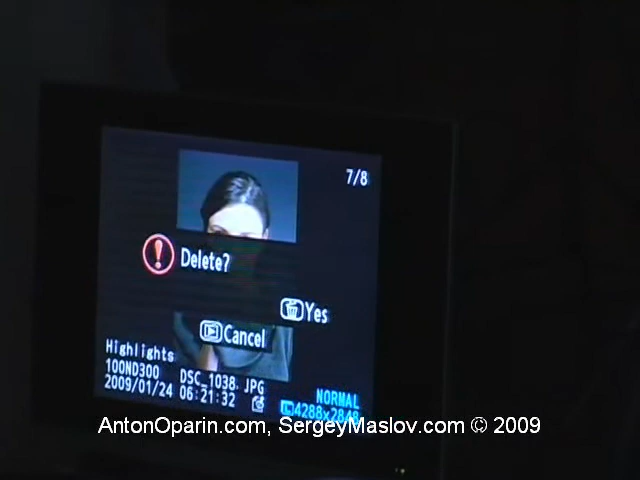 7/8
Delete?
Yes
Cancel
Highlights
100ND300 DSC_1038.JPG NORMAL
2009/01/24 06:21:32 L4288x2848
AntonOparin.com, SergeyMaslov.com © 2009